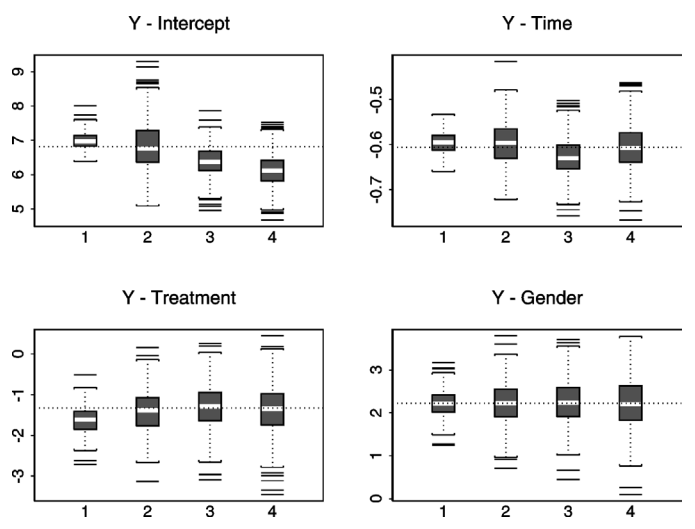 Y - Intercept
9
8
7
6
5
1 2 3 4
Y - Time
-0.5
-0.6
-0.7
1 2 3 4
Y - Treatment
0
-1
-2
-3
1 2 3 4
Y - Gender
3
2
1
0
1 2 3 4